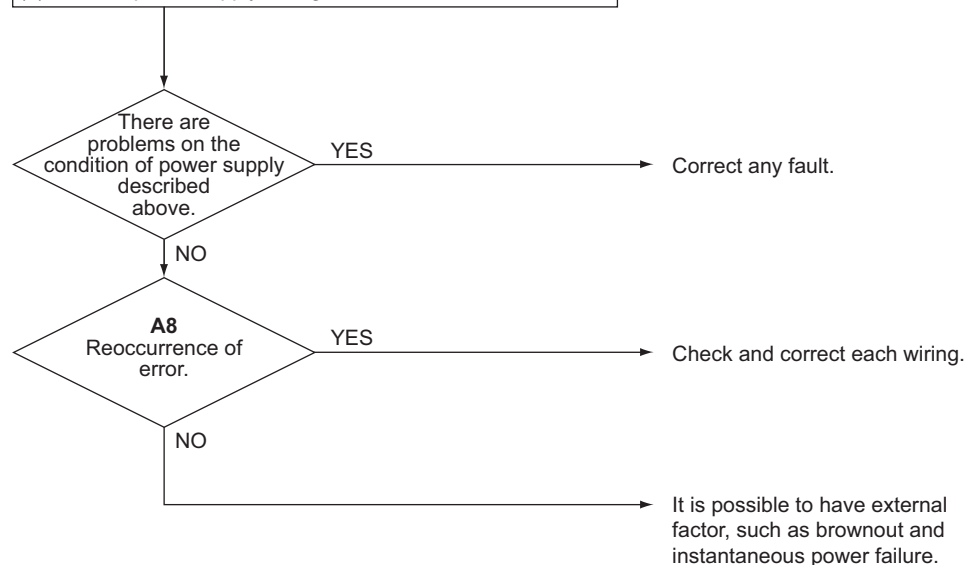 There are
problems on the
condition of power supply
described
above.
YES
Correct any fault.
NO
A8
Reoccurrence of
error.
YES
Check and correct each wiring.
NO
It is possible to have external
factor, such as brownout and
instantaneous power failure.